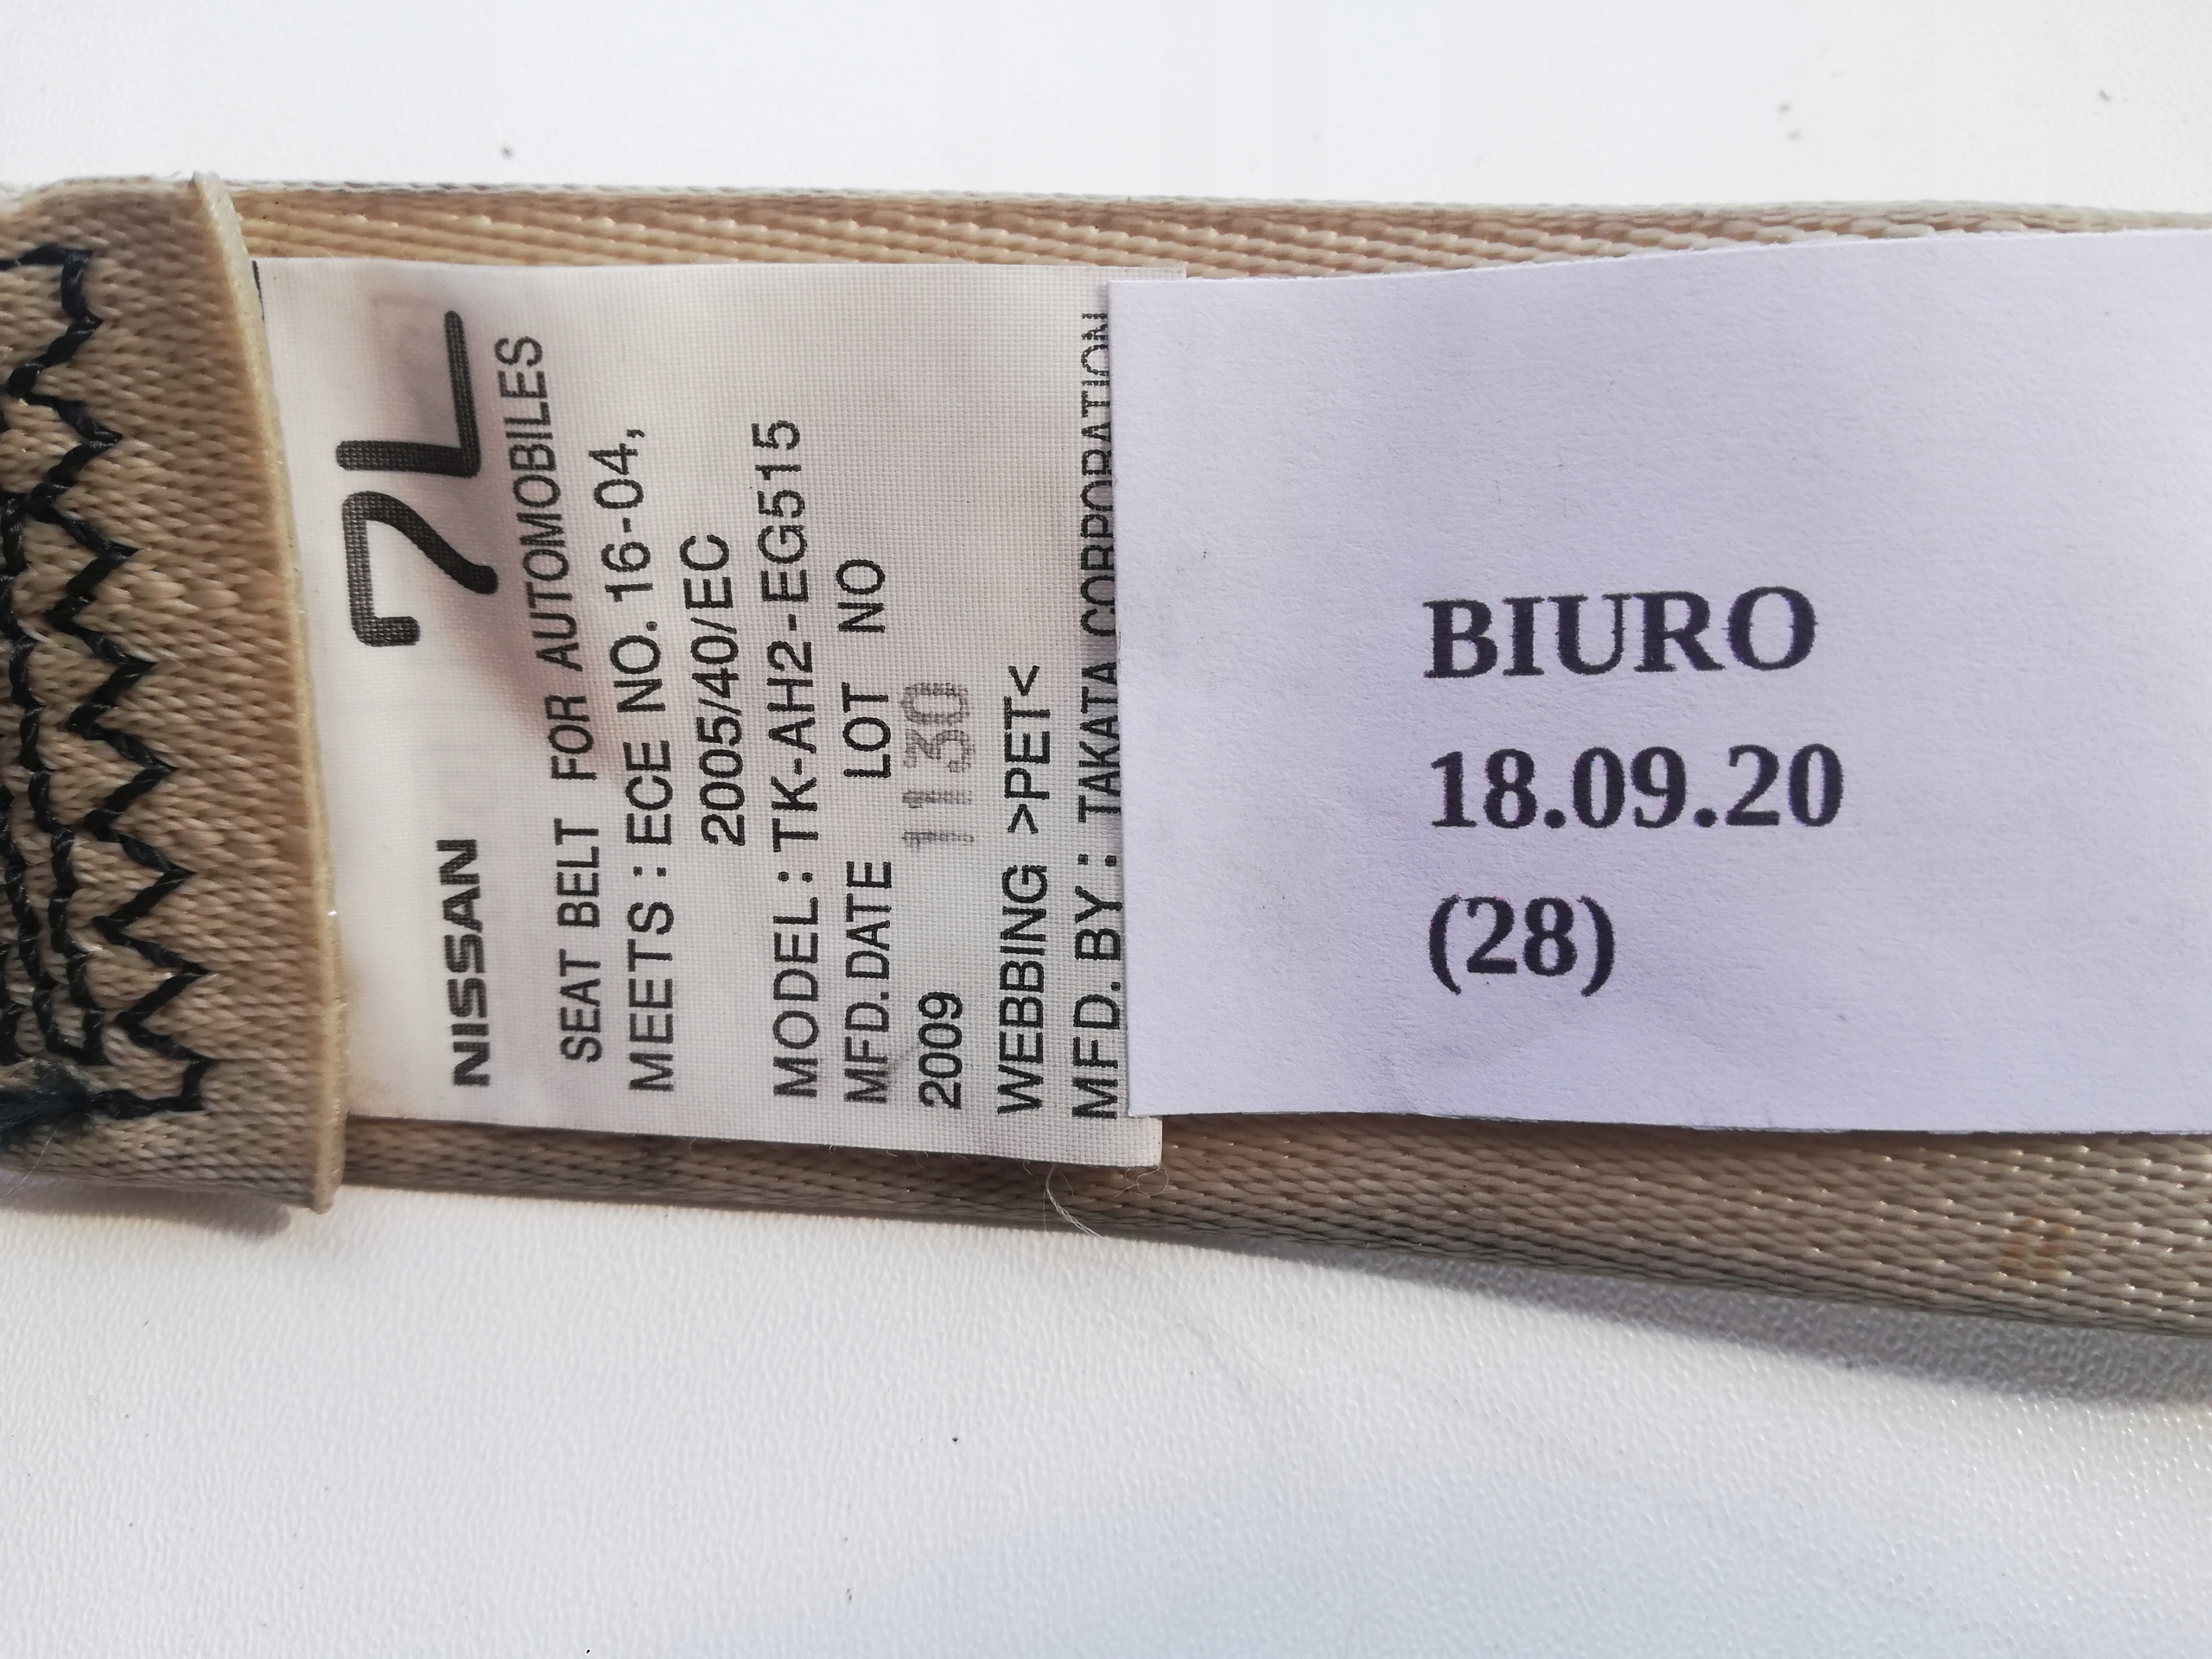 7L
NISSAN
SEAT BELT FOR AUTOMOBILES
MEETS : ECE NO.16-04,
2005/40/EC
MODEL : TK-AH2-EG515
MFD.DATE LOT NO
2009 1130
WEBBING >PET<
MFD.BY : TAKATA CORPORATION
BIURO
18.09.20
(28)